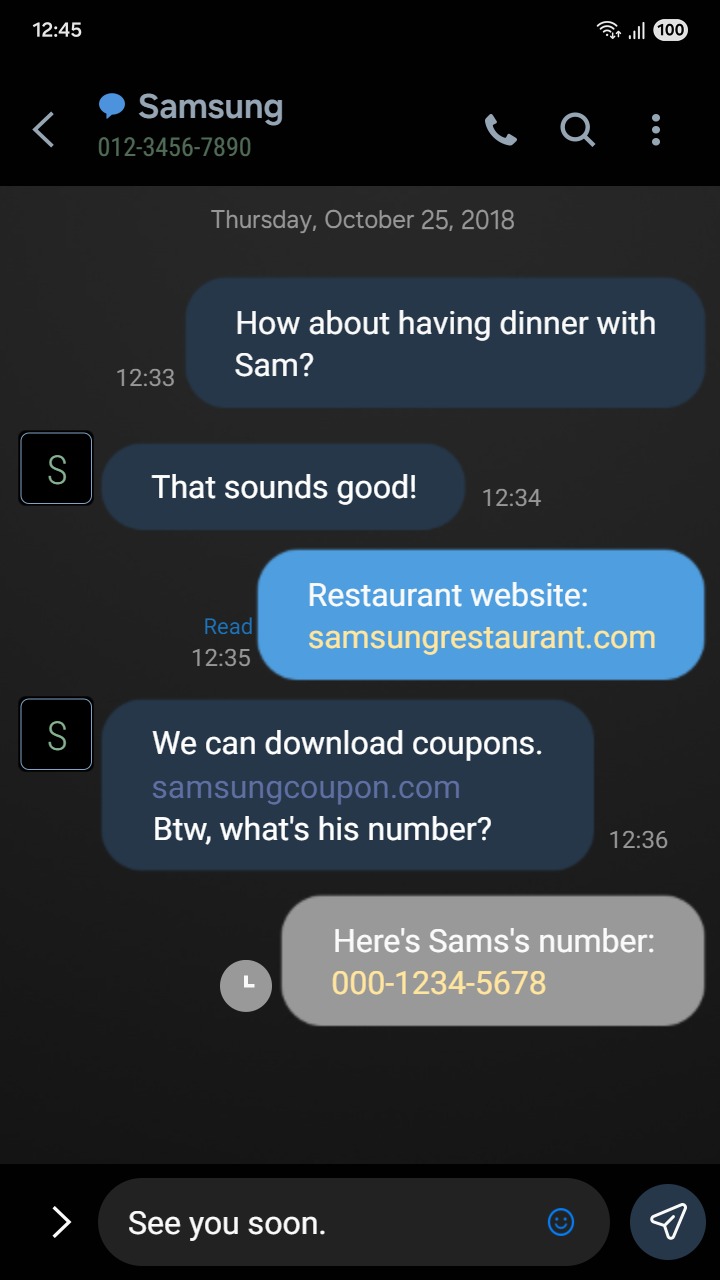 12:45
100
Samsung
012-3456-7890
Thursday, October 25, 2018
How about having dinner with
Sam?
12:33
S
That sounds good!
12:34
Restaurant website:
samsungrestaurant.com
Read
12:35
S
We can download coupons.
samsungcoupon.com
Btw, what's his number?
12:36
Here's Sams's number:
000-1234-5678
See you soon.